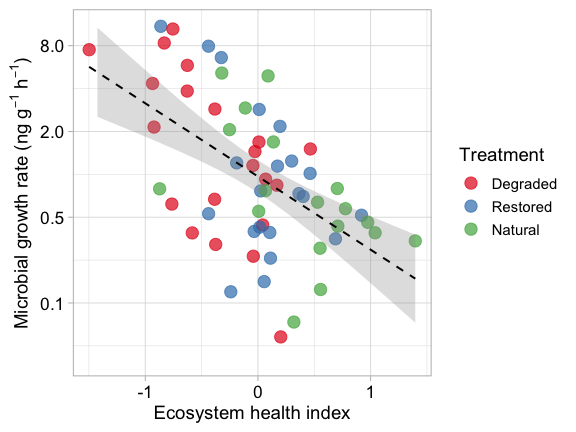 Microbial growth rate (ng g⁻¹ h⁻¹)
8.0
2.0
0.5
0.1
-1
0
1
Ecosystem health index
Treatment
Degraded
Restored
Natural